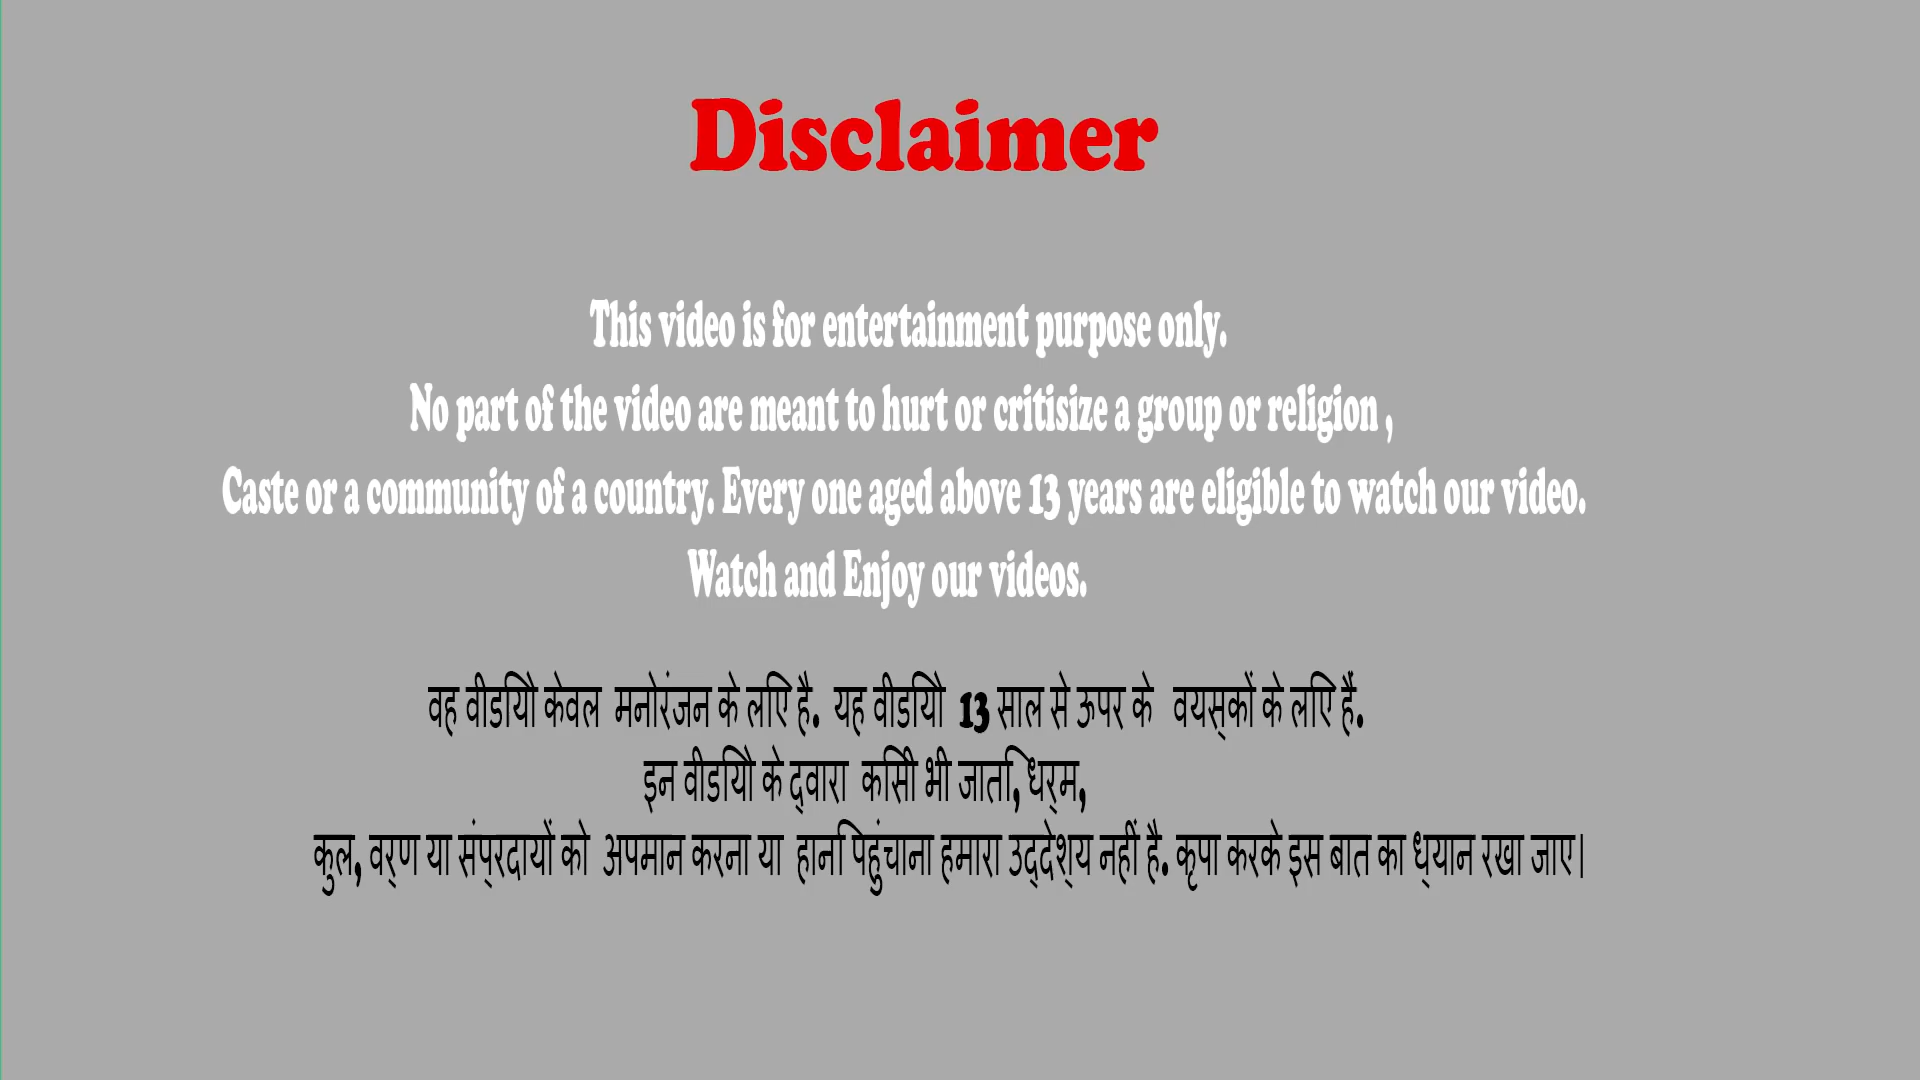 Disclaimer
This video is for entertainment purpose only.
No part of the video are meant to hurt or critisize a group or religion ,
Caste or a community of a country. Every one aged above 13 years are eligible to watch our video.
Watch and Enjoy our videos.
वह वीडियो केवल मनोरंजन के लिए है. यह वीडियो 13 साल से ऊपर के वयस्कों के लिए हैं.
इन वीडियो के द्वारा किसी भी जाति, धर्म,
कुल, वर्ण या संप्रदायों को अपमान करना या हानि पहुंचाना हमारा उद्देश्य नहीं है. कृपा करके इस बात का ध्यान रखा जाए।